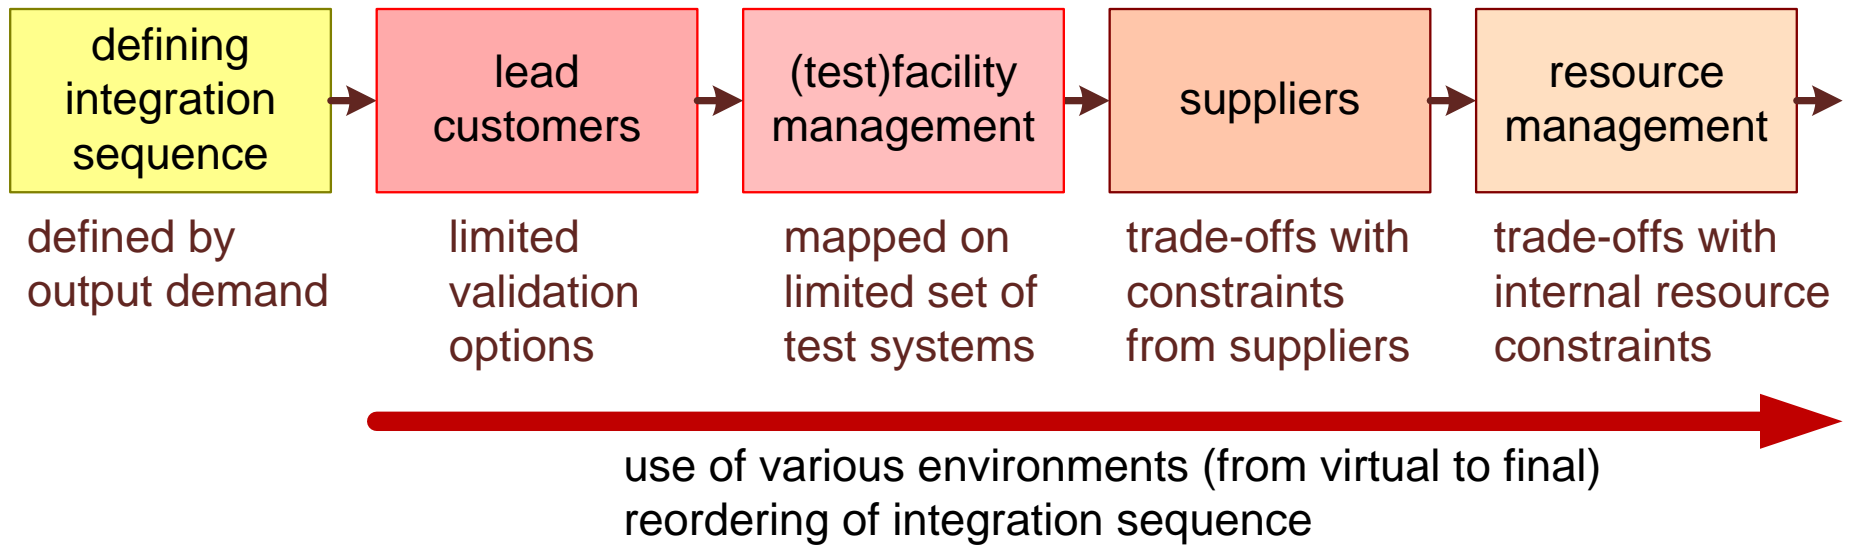 defining
integration
sequence
lead
customers
(test)facility
management
suppliers
resource
management
defined by
output demand
limited
validation
options
mapped on
limited set of
test systems
trade-offs with
constraints
from suppliers
trade-offs with
internal resource
constraints
use of various environments (from virtual to final)
reordering of integration sequence